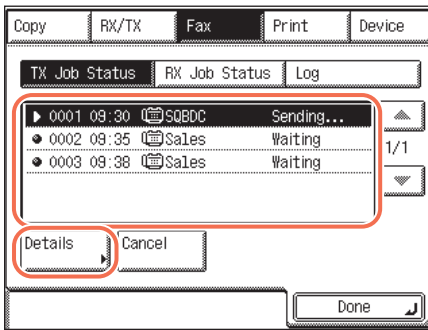 Copy RX/TX Fax Print Device
TX Job Status RX Job Status Log
0001 09:30 SQBDC Sending...
0002 09:35 Sales Waiting
0003 09:38 Sales Waiting
1/1
Details Cancel
Done